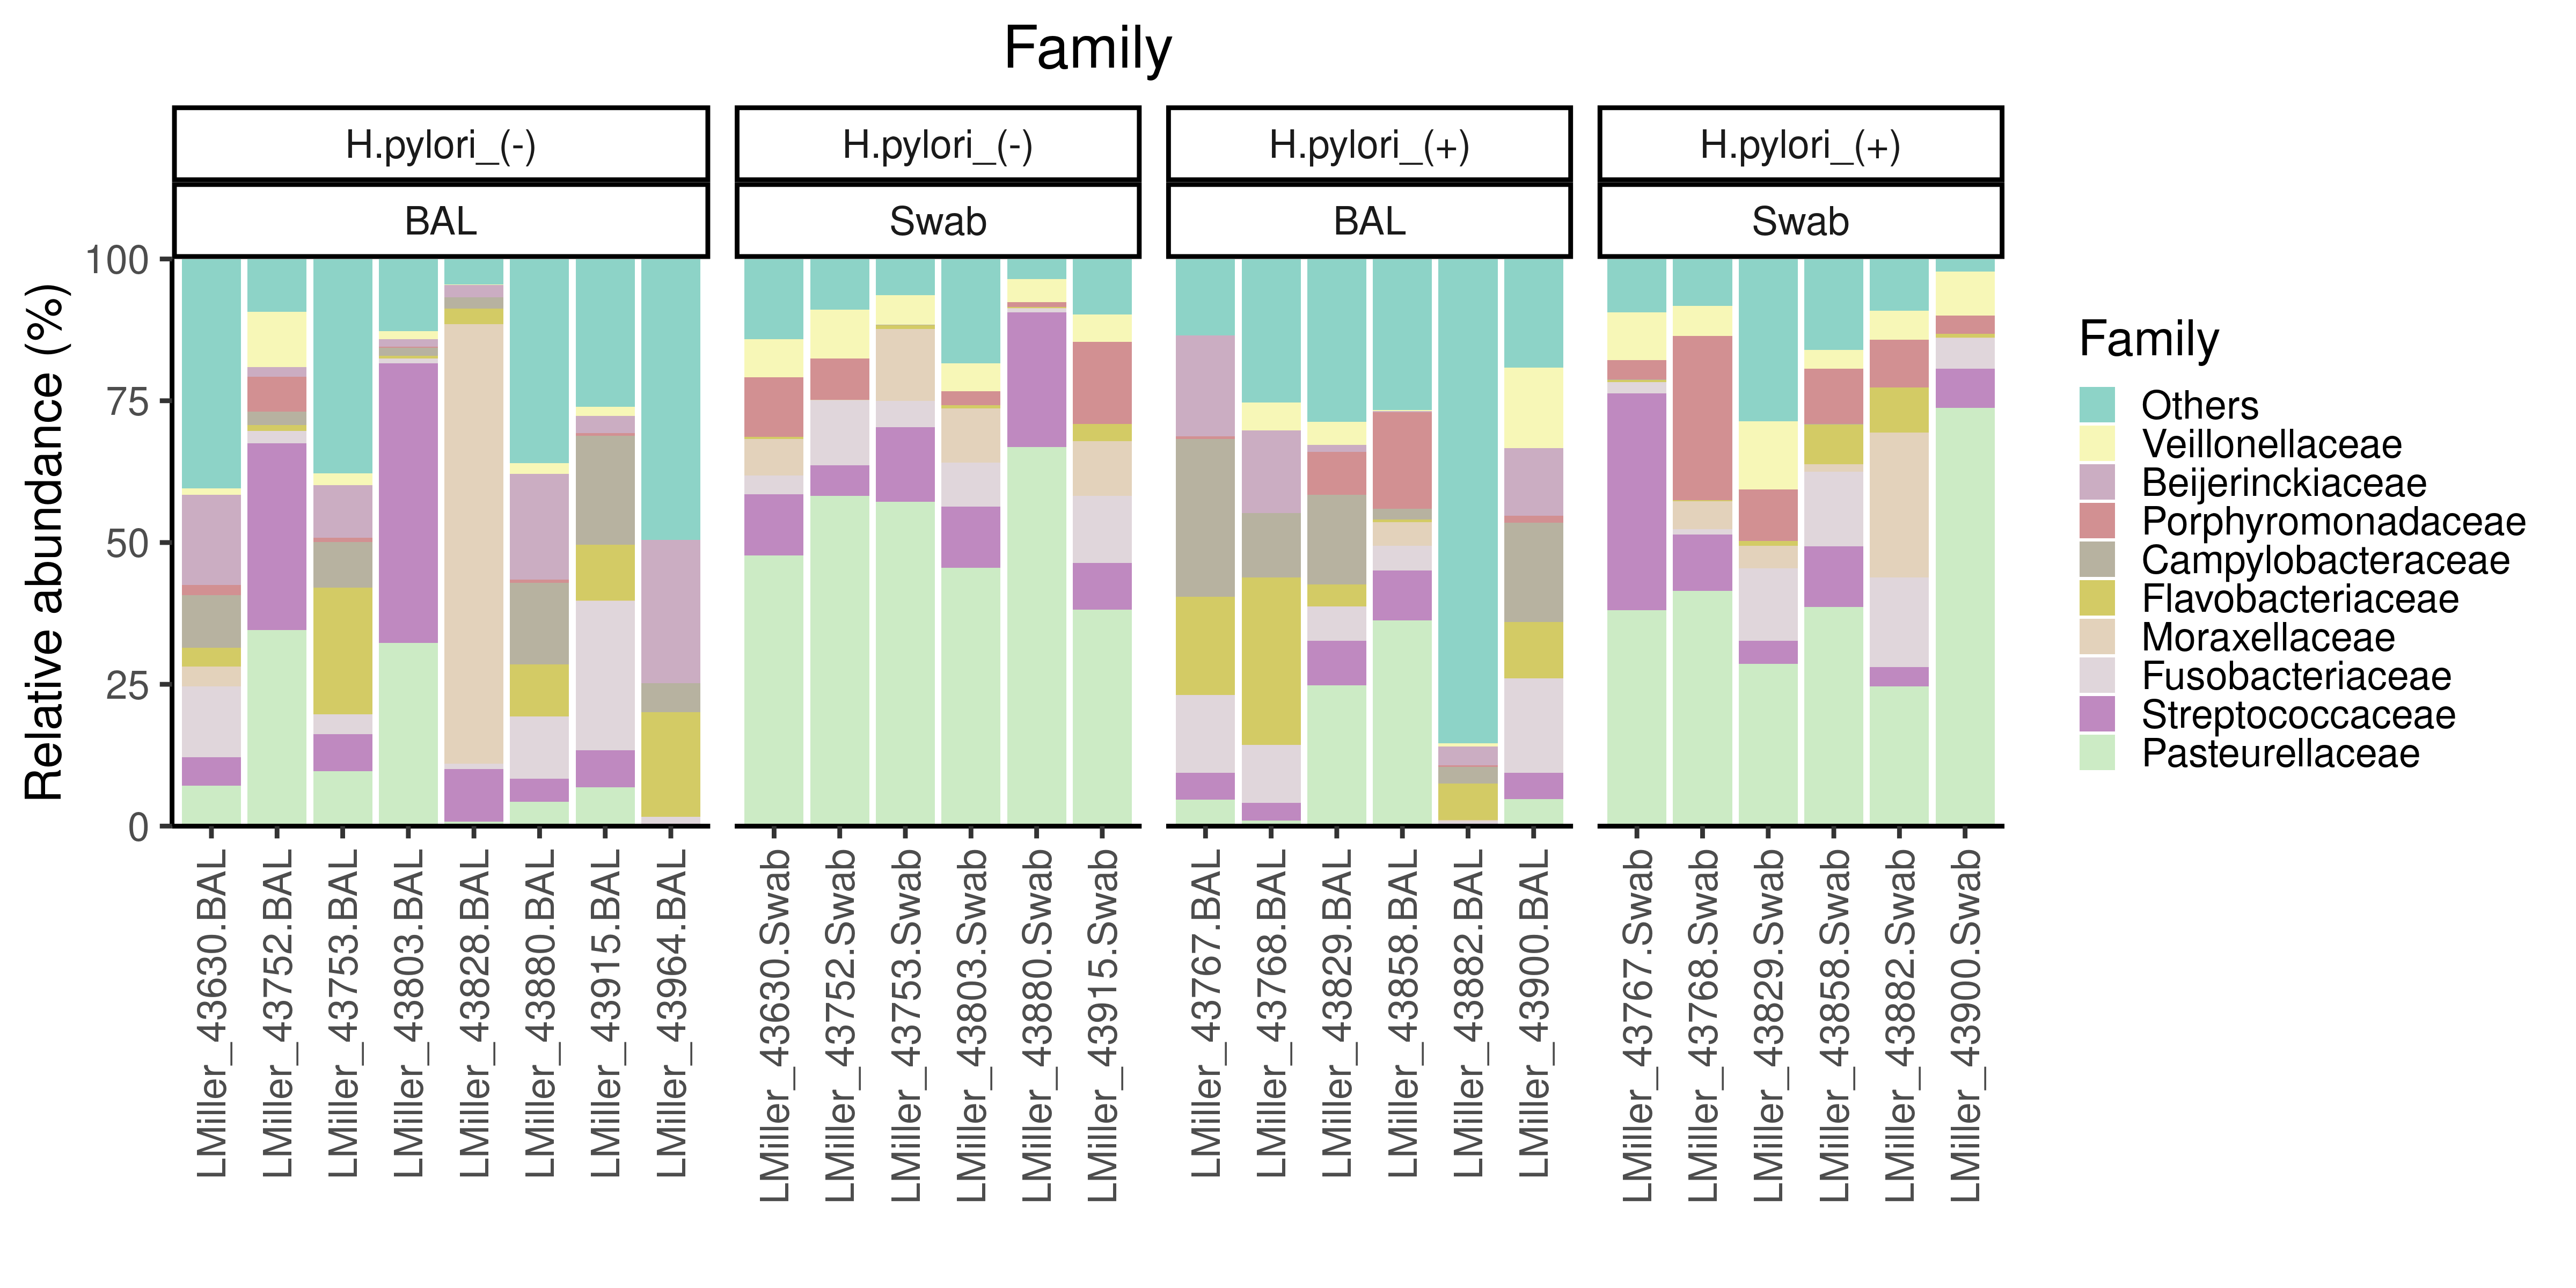 Family
H.pylori_(-)
H.pylori_(-)
H.pylori_(+)
H.pylori_(+)
BAL
Swab
BAL
Swab
Relative abundance (%)
100
75
50
25
0
LMiller_43630.BAL
LMiller_43752.BAL
LMiller_43753.BAL
LMiller_43803.BAL
LMiller_43828.BAL
LMiller_43880.BAL
LMiller_43915.BAL
LMiller_43964.BAL
LMiller_43630.Swab
LMiller_43752.Swab
LMiller_43753.Swab
LMiller_43803.Swab
LMiller_43880.Swab
LMiller_43915.Swab
LMiller_43767.BAL
LMiller_43768.BAL
LMiller_43829.BAL
LMiller_43858.BAL
LMiller_43882.BAL
LMiller_43900.BAL
LMiller_43767.Swab
LMiller_43768.Swab
LMiller_43829.Swab
LMiller_43858.Swab
LMiller_43882.Swab
LMiller_43900.Swab
Family
Others
Veillonellaceae
Beijerinckiaceae
Porphyromonadaceae
Campylobacteraceae
Flavobacteriaceae
Moraxellaceae
Fusobacteriaceae
Streptococcaceae
Pasteurellaceae